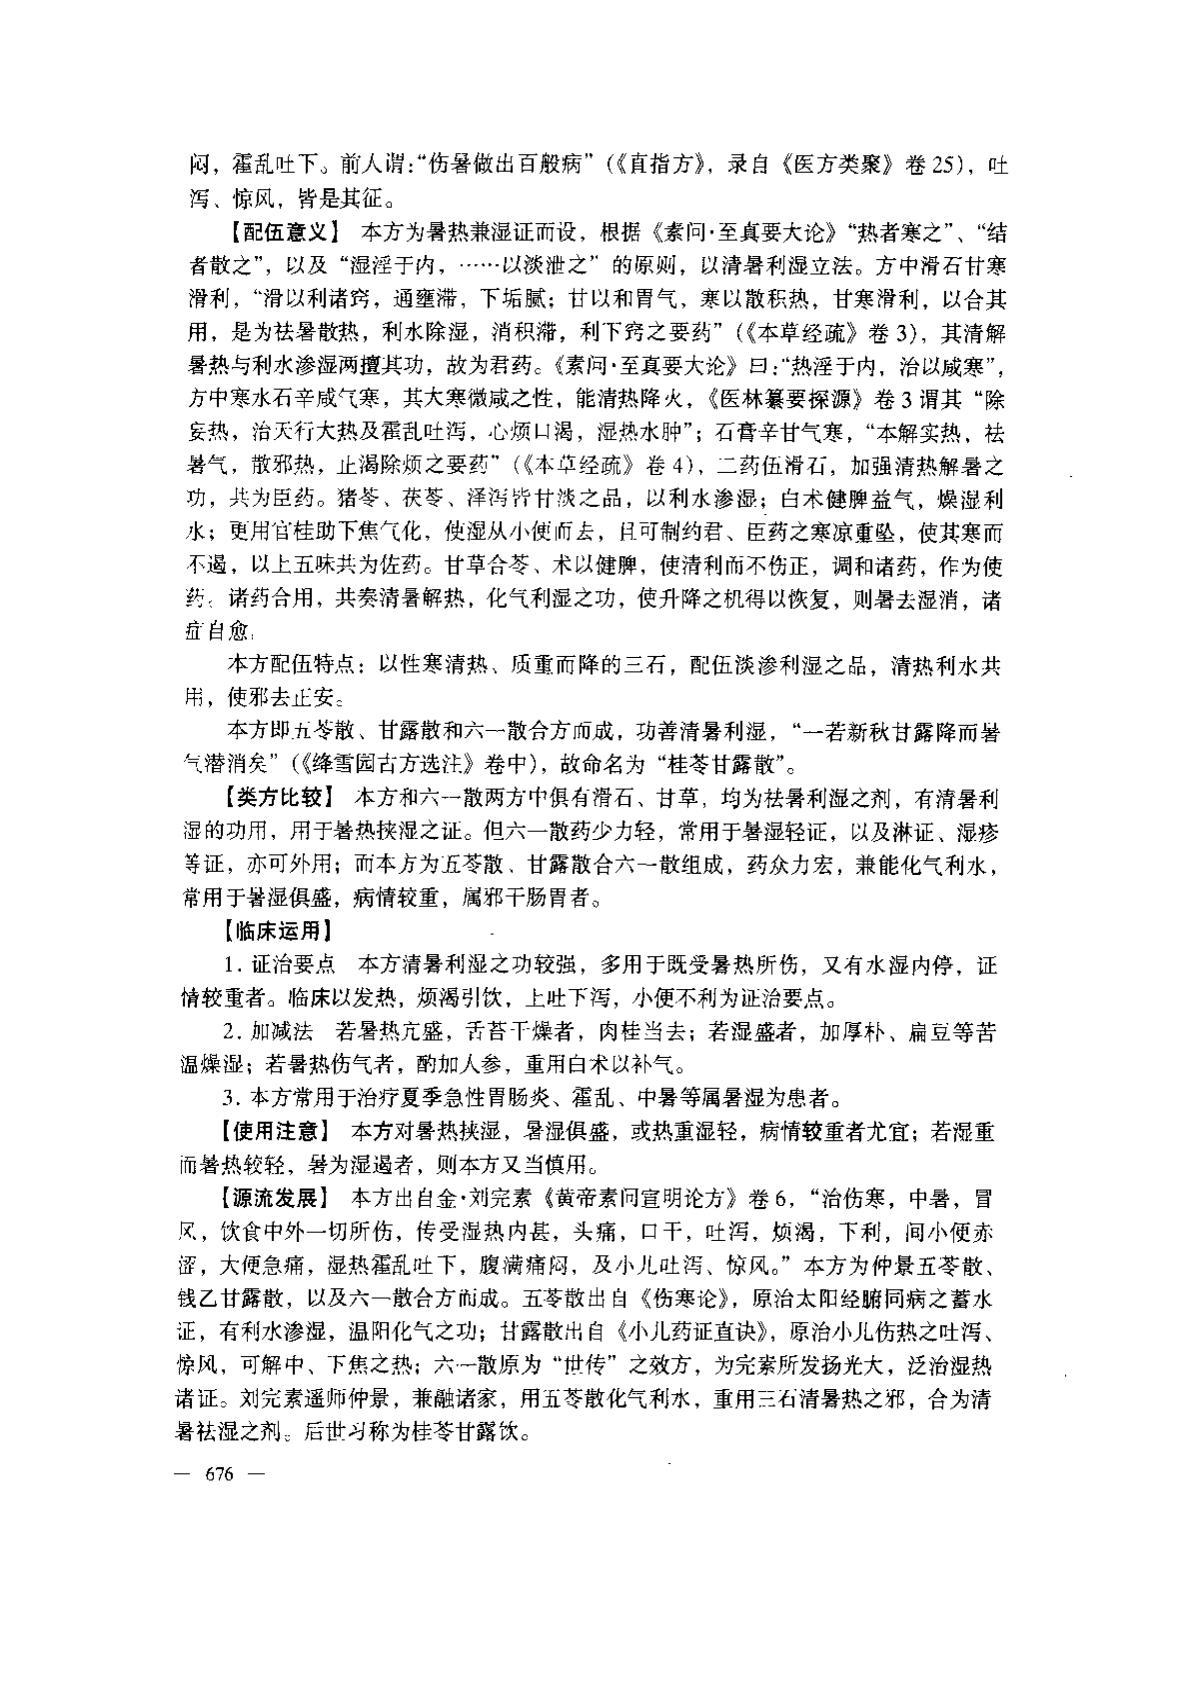 闷，霍乱吐下。前人谓：“伤暑做出百般病”（《直指方》，录自《医方类聚》卷 25），吐
泻、惊风，皆是其征。
【配伍意义】 本方为暑热兼湿证而设，根据《素问·至真要大论》“热者寒之”、“结
者散之”，以及“湿淫于内，……以淡泄之”的原则，以清暑利湿立法。方中滑石甘寒
滑利，“滑以利诸窍，通壅滞，下垢腻；甘以和胃气，寒以散积热，甘寒滑利，以合其
用，是为祛暑散热，利水除湿，消积滞，利下窍之要药”（《本草经疏》卷 3），其清解
暑热与利水渗湿两擅其功，故为君药。《素问·至真要大论》曰：“热淫于内，治以咸寒”，
方中寒水石辛咸气寒，其大寒微咸之性，能清热降火，《医林纂要探源》卷 3 谓其“除
妄热，治天行大热及霍乱吐泻，心烦口渴，湿热水肿”；石膏辛甘气寒，“本解实热，祛
暑气，散邪热，止渴除烦之要药”（《本草经疏》卷 4），二药伍滑石，加强清热解暑之
功，共为臣药。猪苓、茯苓、泽泻皆甘淡之品，以利水渗湿；白术健脾益气，燥湿利
水；更用官桂助下焦气化，使湿从小便而去，且可制约君、臣药之寒凉重坠，使其寒而
不遏，以上五味共为佐药。甘草合苓、术以健脾，使清利而不伤正，调和诸药，作为使
药。诸药合用，共奏清暑解热，化气利湿之功，使升降之机得以恢复，则暑去湿消，诸
症自愈。
本方配伍特点：以性寒清热、质重而降的三石，配伍淡渗利湿之品，清热利水共
用，使邪去正安。
本方即五苓散、甘露散和六一散合方而成，功善清暑利湿，“一若新秋甘露降而暑
气潜消矣”（《绛雪园古方选注》卷中），故命名为“桂苓甘露散”。
【类方比较】 本方和六一散两方中俱有滑石、甘草，均为祛暑利湿之剂，有清暑利
湿的功用，用于暑热挟湿之证。但六一散药少力轻，常用于暑湿轻证，以及淋证、湿疹
等证，亦可外用；而本方为五苓散、甘露散合六一散组成，药众力宏，兼能化气利水，
常用于暑湿俱盛，病情较重，属邪干肠胃者。
【临床运用】
1. 证治要点 本方清暑利湿之功较强，多用于既受暑热所伤，又有水湿内停，证
情较重者。临床以发热，烦渴引饮，上吐下泻，小便不利为证治要点。
2. 加减法 若暑热亢盛，舌苔干燥者，肉桂当去；若湿盛者，加厚朴、扁豆等苦
温燥湿；若暑热伤气者，酌加人参，重用白术以补气。
3. 本方常用于治疗夏季急性胃肠炎、霍乱、中暑等属暑湿为患者。
【使用注意】 本方对暑热挟湿，暑湿俱盛，或热重湿轻，病情较重者尤宜；若湿重
而暑热较轻，暑为湿遏者，则本方又当慎用。
【源流发展】 本方出自金·刘完素《黄帝素问宣明论方》卷 6，“治伤寒，中暑，冒
风，饮食中外一切所伤，传受湿热内甚，头痛，口干，吐泻，烦渴，下利，间小便赤
涩，大便急痛，湿热霍乱吐下，腹满痛闷，及小儿吐泻、惊风。”本方为仲景五苓散、
钱乙甘露散，以及六一散合方而成。五苓散出自《伤寒论》，原治太阳经腑同病之蓄水
证，有利水渗湿，温阳化气之功；甘露散出自《小儿药证直诀》，原治小儿伤热之吐泻、
惊风，可解中、下焦之热；六一散原为“世传”之效方，为完素所发扬光大，泛治湿热
诸证。刘完素遥师仲景，兼融诸家，用五苓散化气利水，重用三石清暑热之邪，合为清
暑祛湿之剂。后世习称为桂苓甘露饮。
— 676 —